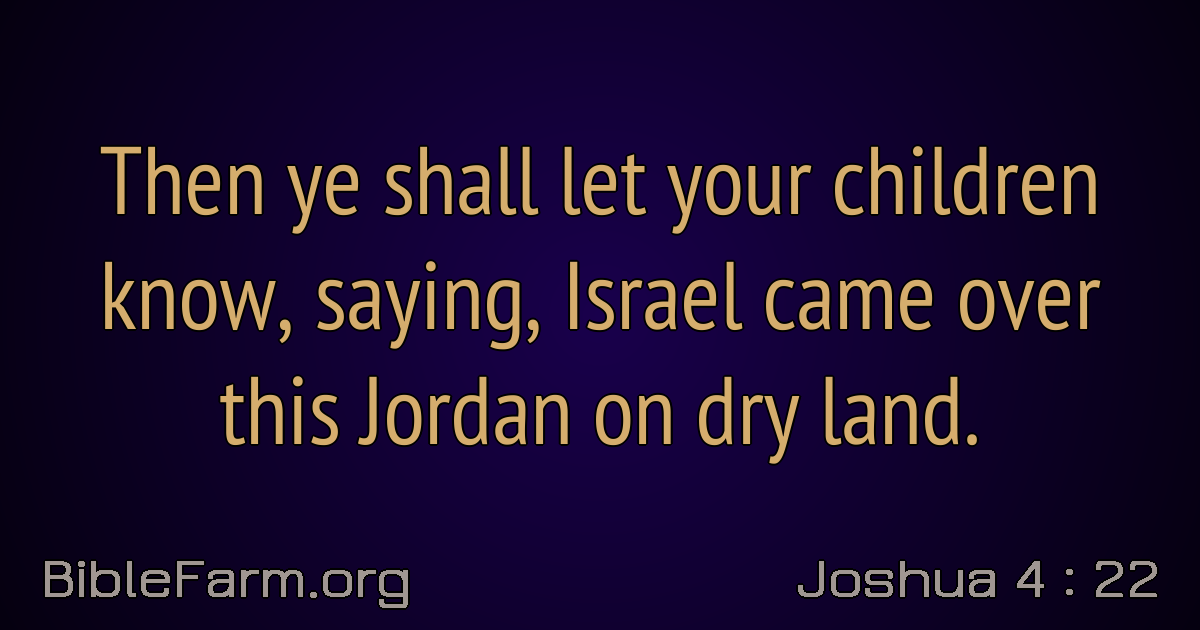 Then ye shall let your children
know, saying, Israel came over
this Jordan on dry land.
BibleFarm.org
Joshua 4 : 22